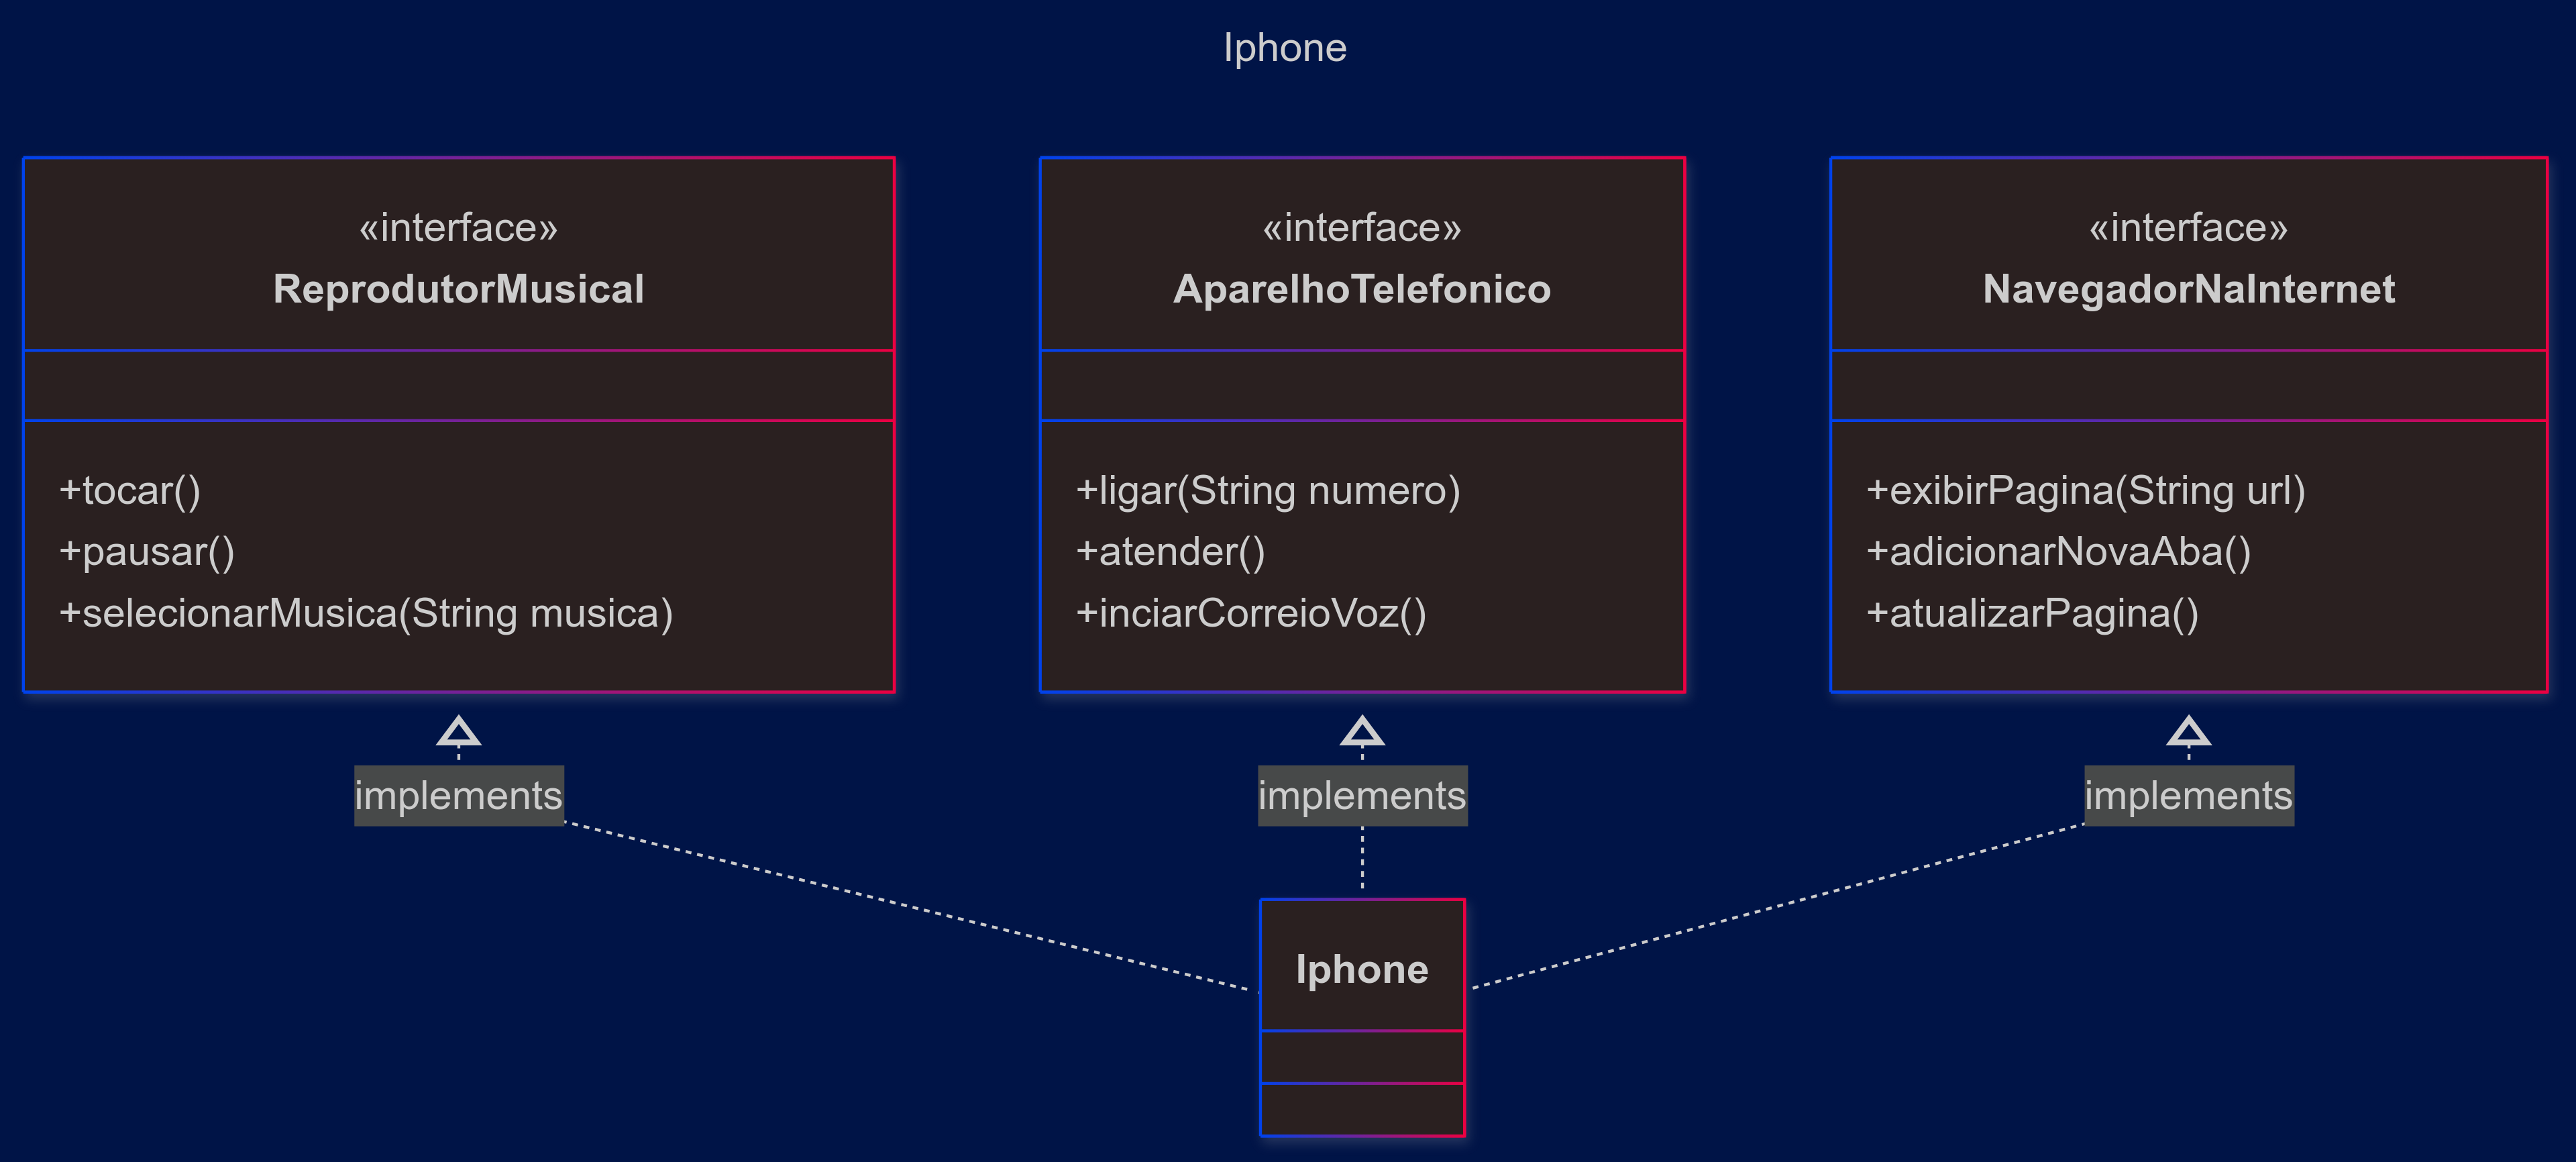 Iphone
«interface»
ReprodutorMusical
+tocar()
+pausar()
+selecionarMusica(String musica)
«interface»
AparelhoTelefonico
+ligar(String numero)
+atender()
+inciarCorreioVoz()
«interface»
NavegadorNaInternet
+exibirPagina(String url)
+adicionarNovaAba()
+atualizarPagina()
implements
implements
implements
Iphone